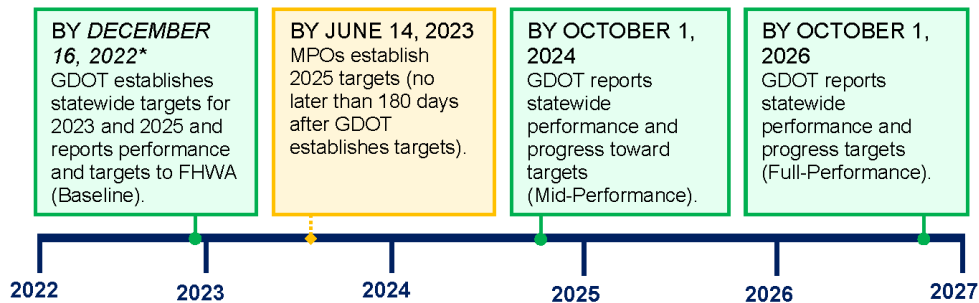 BY DECEMBER
16, 2022*
GDOT establishes
statewide targets for
2023 and 2025 and
reports performance
and targets to FHWA
(Baseline).
BY JUNE 14, 2023
MPOs establish
2025 targets (no
later than 180 days
after GDOT
establishes targets).
BY OCTOBER 1,
2024
GDOT reports
statewide
performance and
progress toward
targets
(Mid-Performance).
BY OCTOBER 1,
2026
GDOT reports
statewide
performance and
progress targets
(Full-Performance).
2022
2023
2024
2025
2026
2027